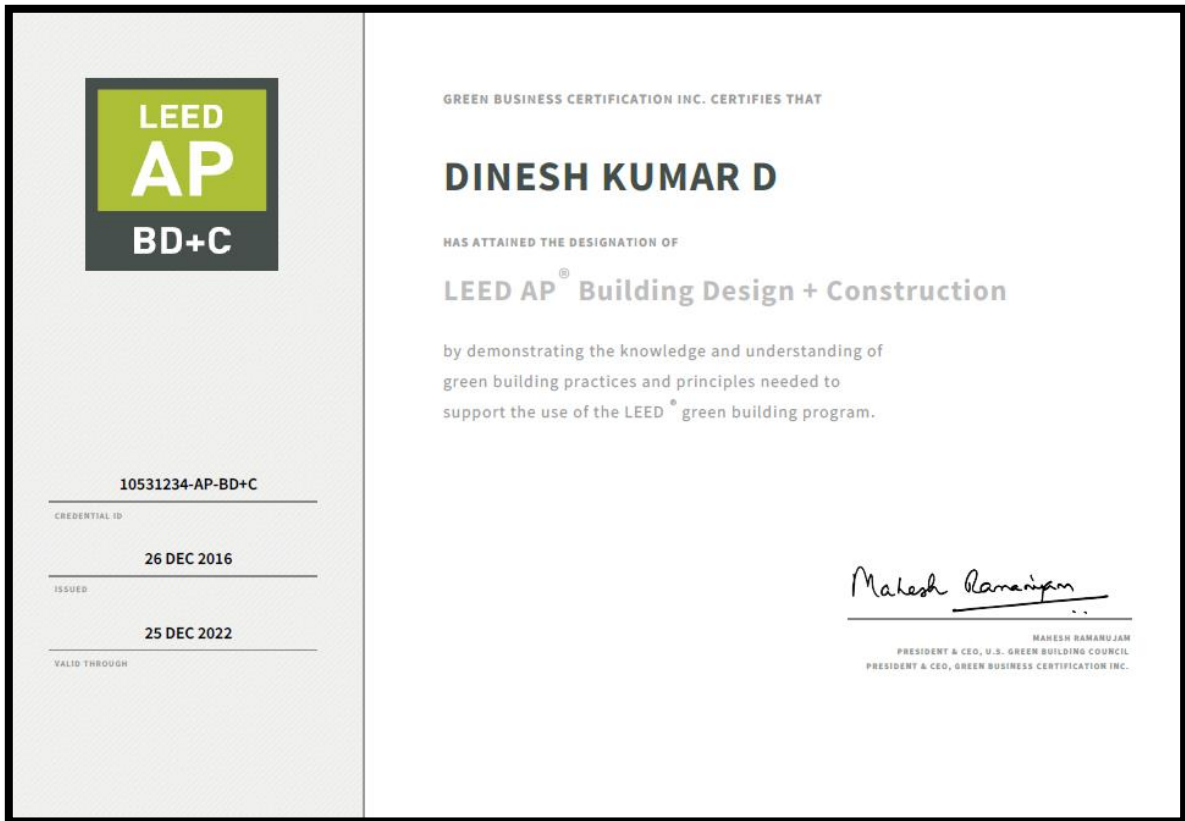 LEED
AP
BD+C
10531234-AP-BD+C
CREDENTIAL ID
26 DEC 2016
ISSUED
25 DEC 2022
VALID THROUGH
GREEN BUSINESS CERTIFICATION INC. CERTIFIES THAT
DINESH KUMAR D
HAS ATTAINED THE DESIGNATION OF
LEED AP® Building Design + Construction
by demonstrating the knowledge and understanding of
green building practices and principles needed to
support the use of the LEED ® green building program.
Mahesh Ramanujam
MAHESH RAMANUJAM
PRESIDENT & CEO, U.S. GREEN BUILDING COUNCIL
PRESIDENT & CEO, GREEN BUSINESS CERTIFICATION INC.